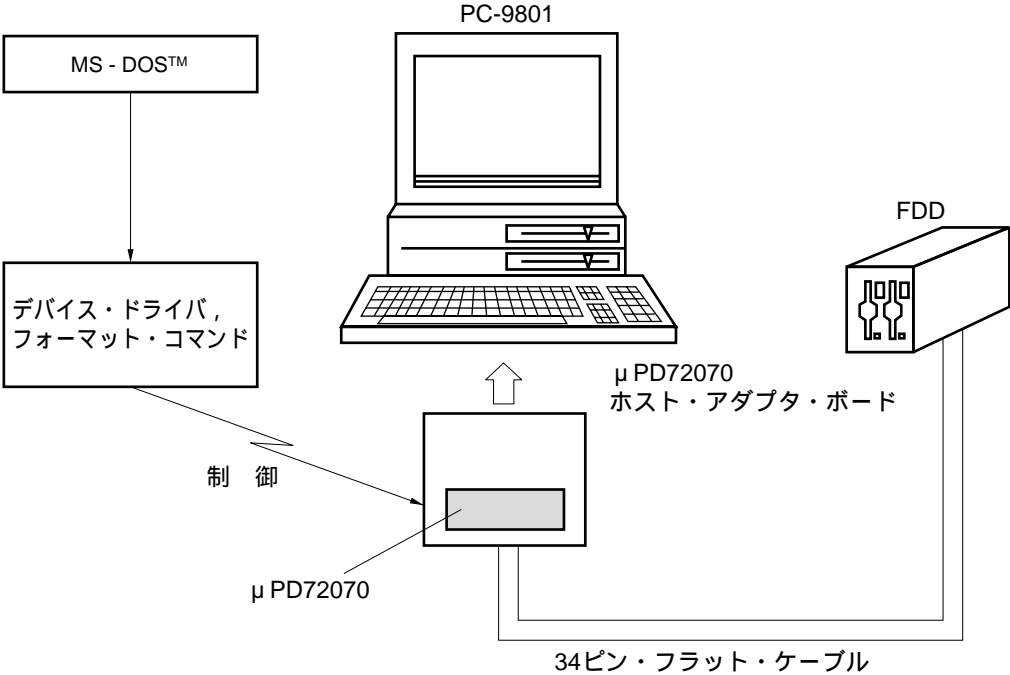 PC-9801
MS - DOS™
FDD
デバイス・ドライバ，
フォーマット・コマンド
μ PD72070
ホスト・アダプタ・ボード
制　御
μ PD72070
34ピン・フラット・ケーブル